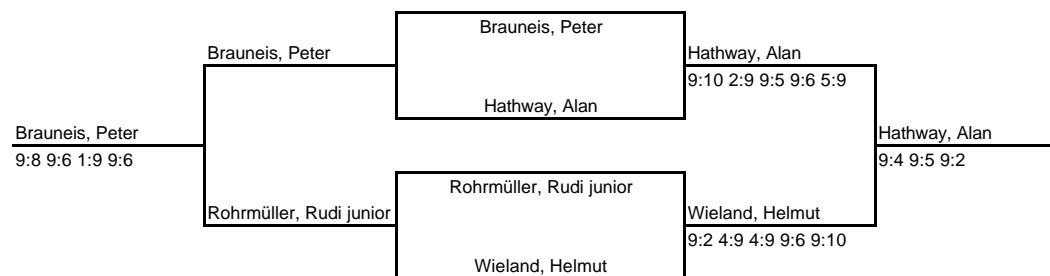 Brauneis, Peter
Brauneis, Peter
Hathway, Alan
9:10 2:9 9:5 9:6 5:9
Hathway, Alan
Brauneis, Peter
9:8 9:6 1:9 9:6
Hathway, Alan
9:4 9:5 9:2
Rohrmüller, Rudi junior
Rohrmüller, Rudi junior
Wieland, Helmut
9:2 4:9 4:9 9:6 9:10
Wieland, Helmut